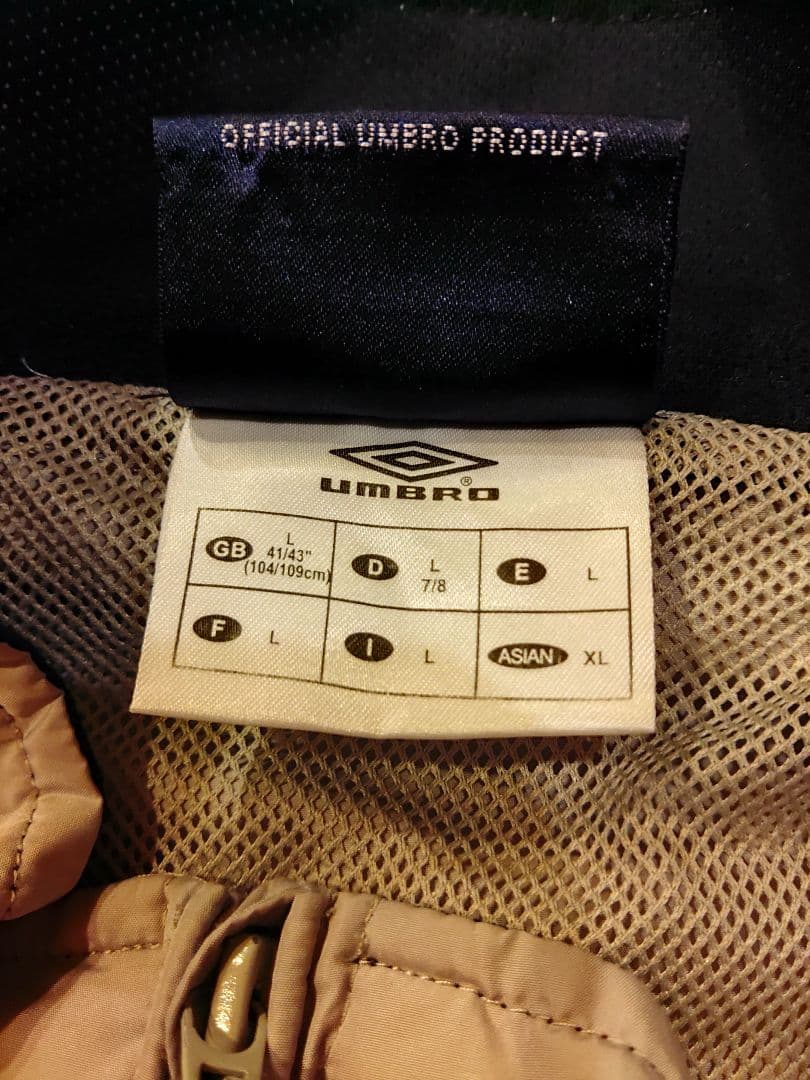 OFFICIAL UMBRO PRODUCT
UMBRO®
GB L 41/43" (104/109cm)
D L 7/8
E L
F L
I L
ASIAN XL